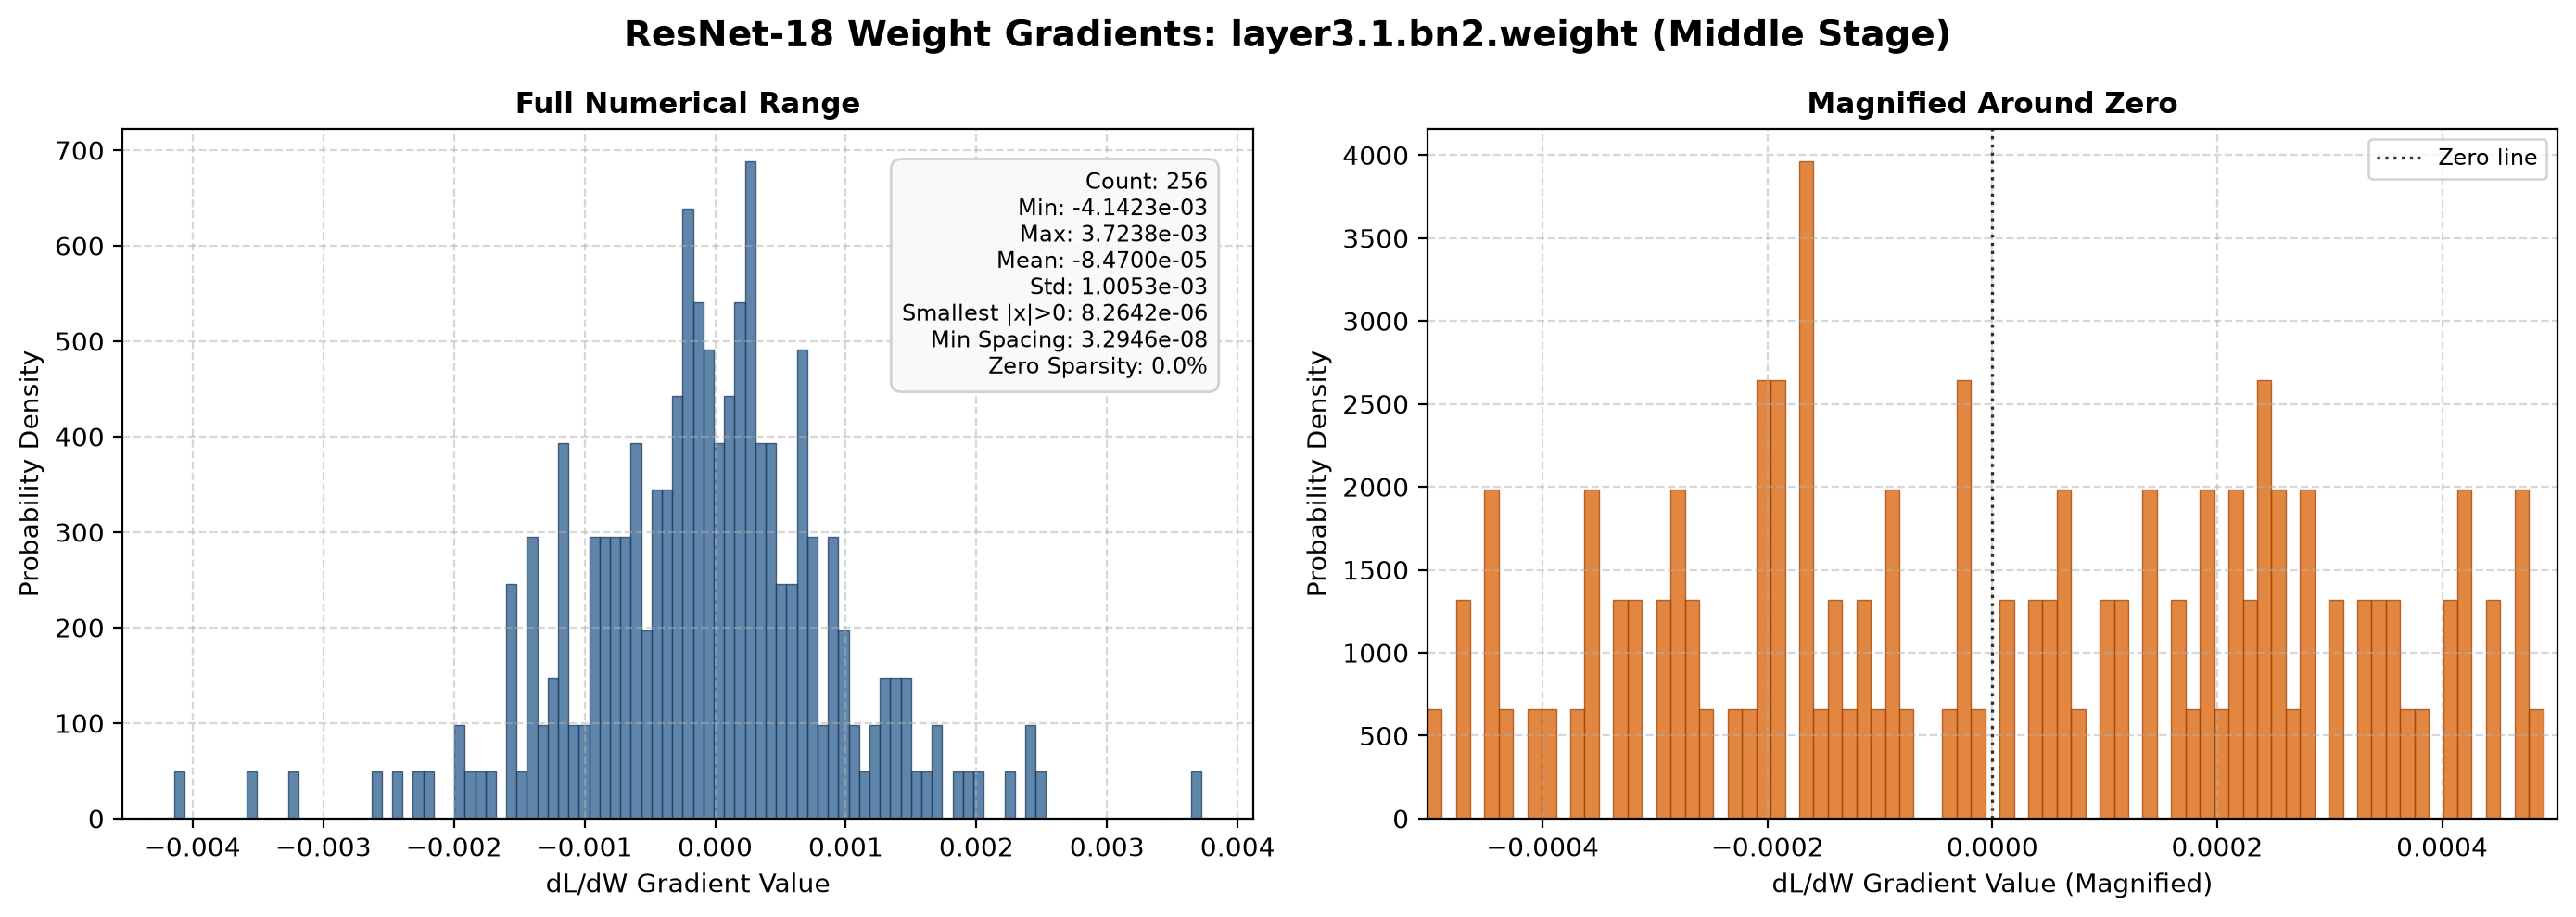 ResNet-18 Weight Gradients: layer3.1.bn2.weight (Middle Stage)
Full Numerical Range
700
600
500
400
300
200
100
0
Probability Density
Count: 256
Min: -4.1423e-03
Max: 3.7238e-03
Mean: -8.4700e-05
Std: 1.0053e-03
Smallest |x|>0: 8.2642e-06
Min Spacing: 3.2946e-08
Zero Sparsity: 0.0%
−0.004 −0.003 −0.002 −0.001 0.000 0.001 0.002 0.003 0.004
dL/dW Gradient Value
Magnified Around Zero
4000
3500
3000
2500
2000
1500
1000
500
0
Probability Density
Zero line
−0.0004 −0.0002 0.0000 0.0002 0.0004
dL/dW Gradient Value (Magnified)